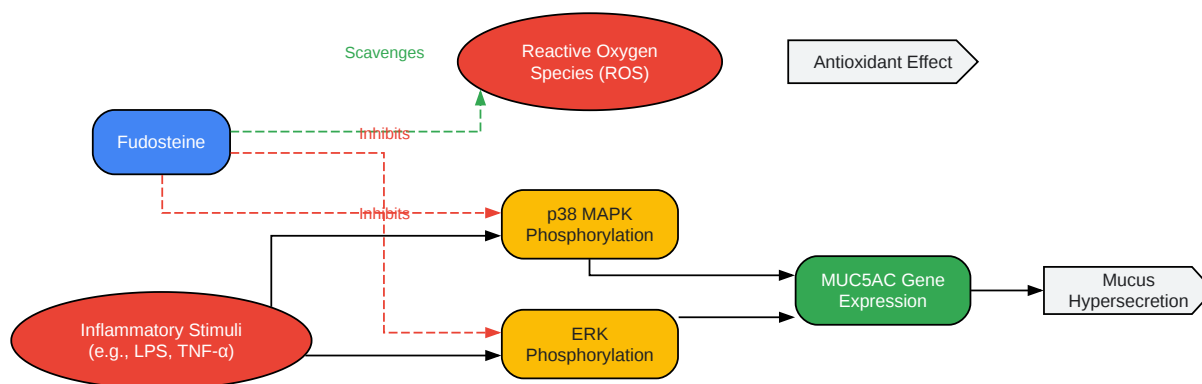 Scavenges
Reactive Oxygen
Species (ROS)
Antioxidant Effect
Fudosteine
Inhibits
Inhibits
p38 MAPK
Phosphorylation
MUC5AC Gene
Expression
Mucus
Hypersecretion
Inflammatory Stimuli
(e.g., LPS, TNF-α)
ERK
Phosphorylation